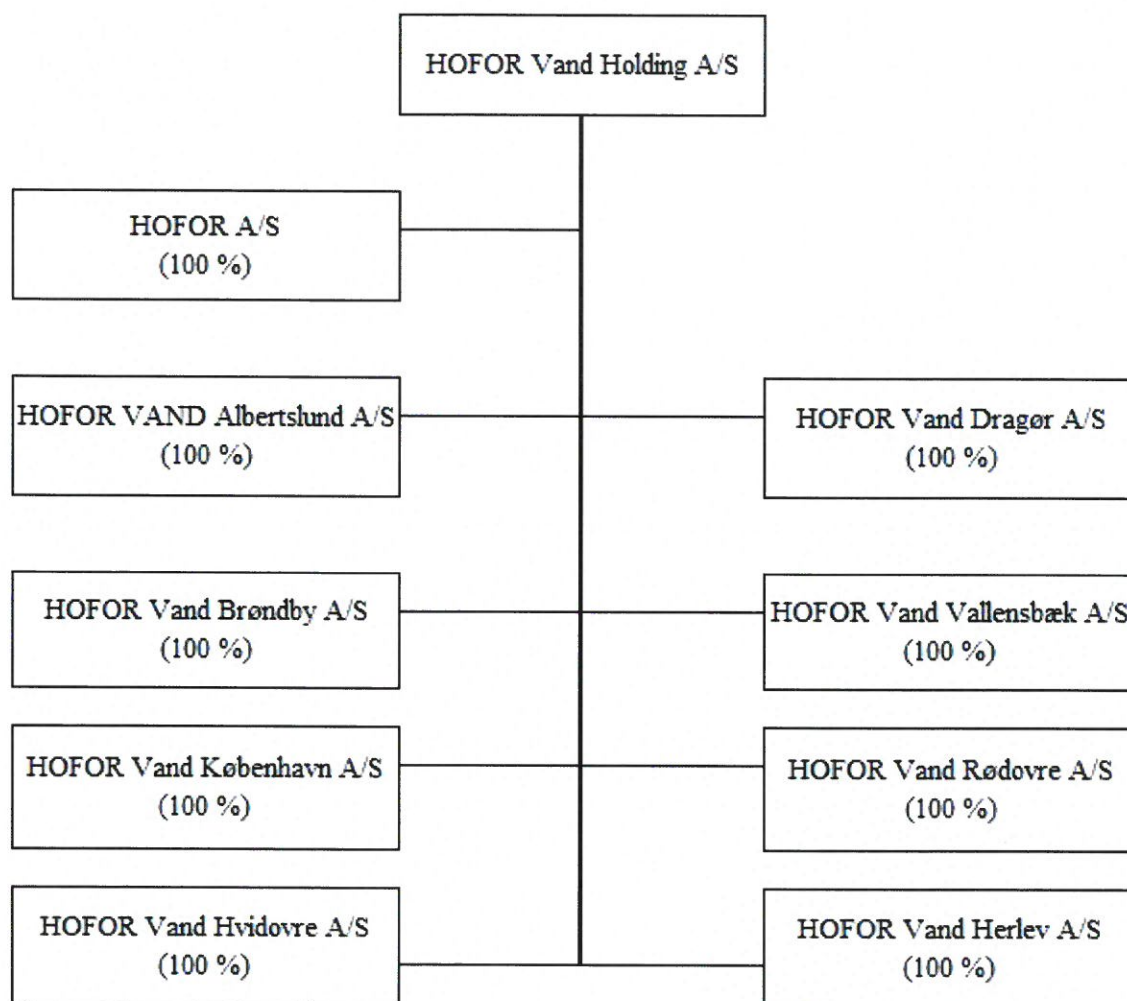 HOFOR Vand Holding A/S
HOFOR A/S
(100 %)
HOFOR VAND Albertslund A/S
(100 %)
HOFOR Vand Dragør A/S
(100 %)
HOFOR Vand Brøndby A/S
(100 %)
HOFOR Vand Vallensbæk A/S
(100 %)
HOFOR Vand København A/S
(100 %)
HOFOR Vand Rødovre A/S
(100 %)
HOFOR Vand Hvidovre A/S
(100 %)
HOFOR Vand Herlev A/S
(100 %)